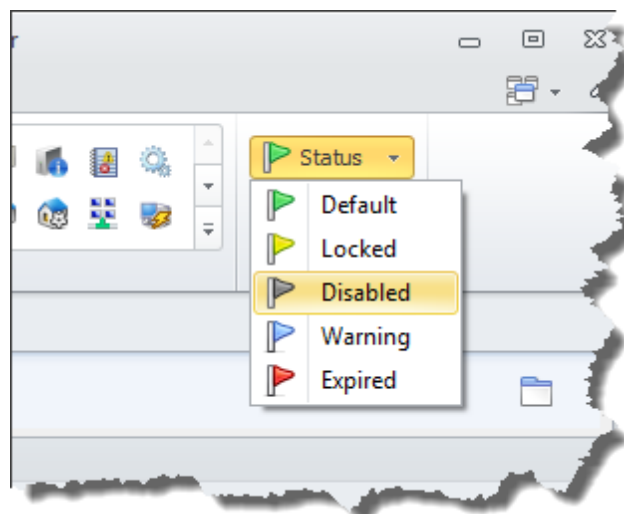 r
Status
Default
Locked
Disabled
Warning
Expired